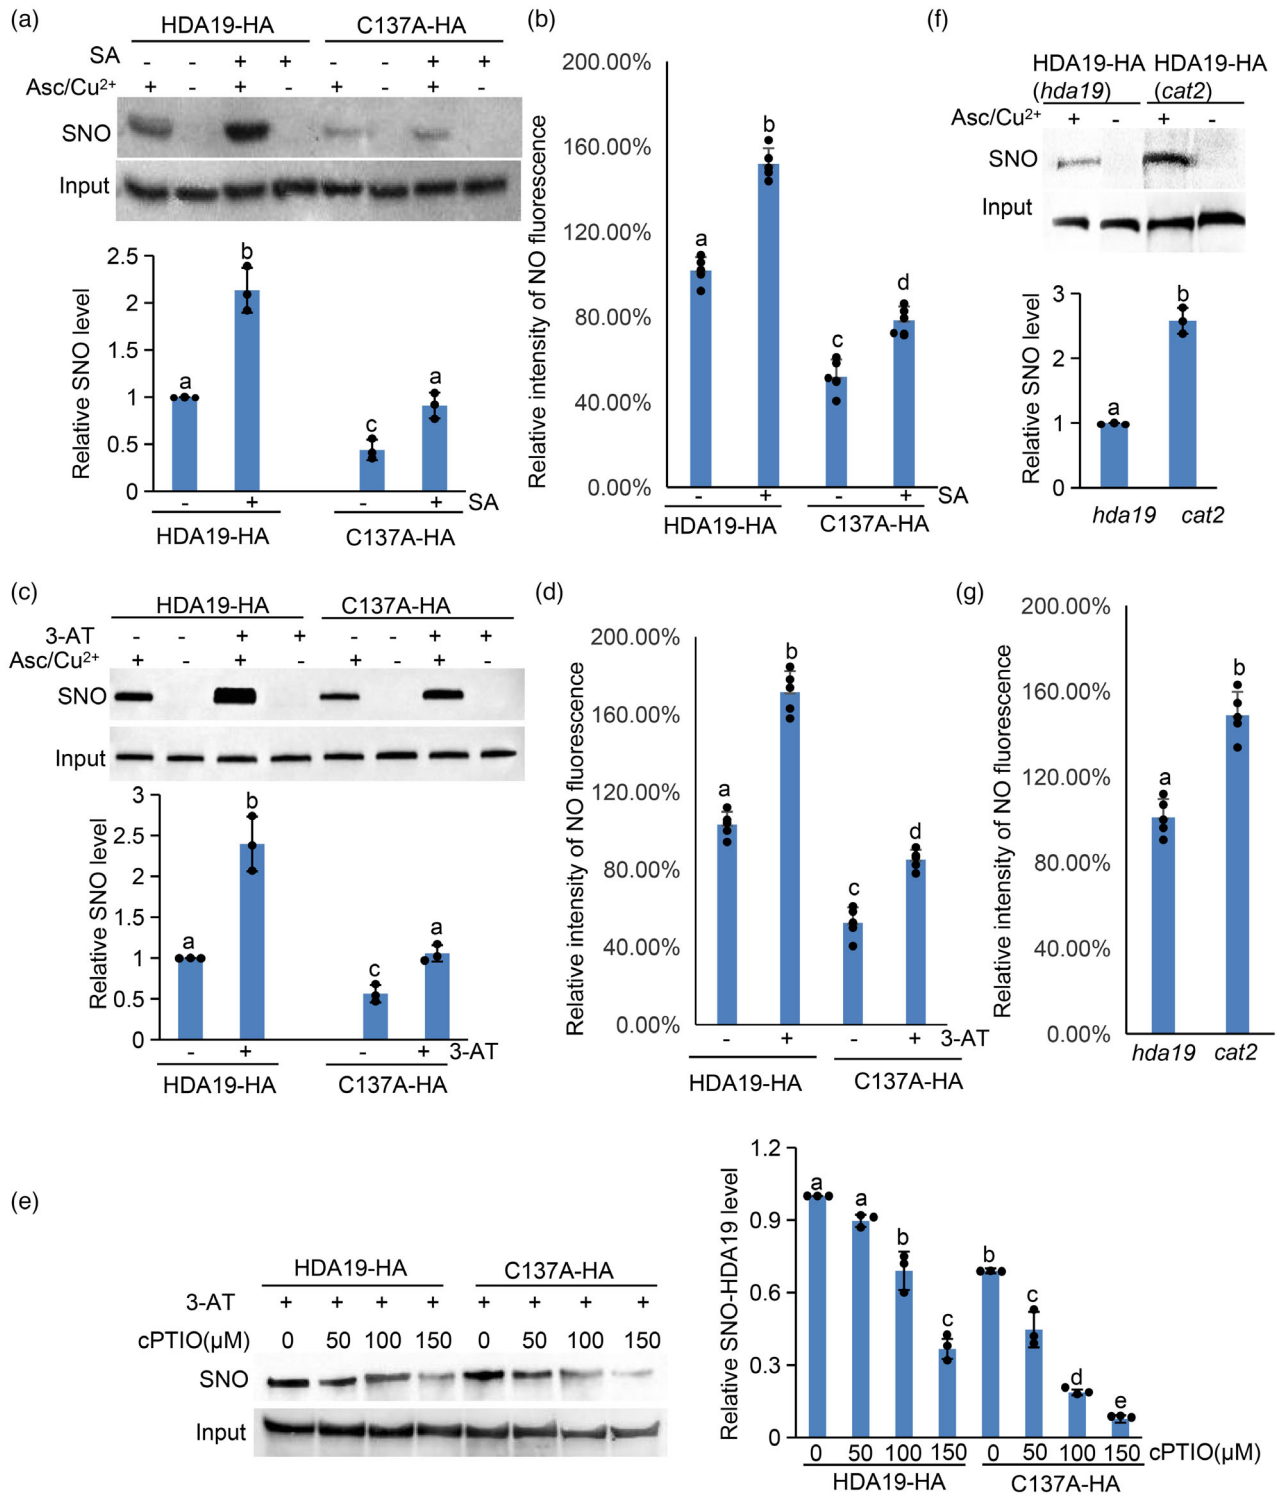 (a)
HDA19-HA C137A-HA
SA - - + + - - + +
Asc/Cu²⁺ + - + - + - + -
SNO
Input
Relative SNO level
2.5
2
1.5
1
0.5
0
a b c a
- + - + SA
HDA19-HA C137A-HA
(b)
Relative intensity of NO fluorescence
200.00%
160.00%
120.00%
80.00%
40.00%
0.00%
a b c d
- + - + SA
HDA19-HA C137A-HA
(f)
HDA19-HA HDA19-HA
(hda19) (cat2)
Asc/Cu²⁺ + - + -
SNO
Input
Relative SNO level
3
2
1
0
a b
hda19 cat2
(c)
HDA19-HA C137A-HA
3-AT - - + + - - + +
Asc/Cu²⁺ + - + - + - + -
SNO
Input
Relative SNO level
3
2.5
2
1.5
1
0.5
0
a b c a
- + - + 3-AT
HDA19-HA C137A-HA
(d)
Relative intensity of NO fluorescence
200.00%
160.00%
120.00%
80.00%
40.00%
0.00%
a b c d
- + - + 3-AT
HDA19-HA C137A-HA
(g)
Relative intensity of NO fluorescence
200.00%
160.00%
120.00%
80.00%
40.00%
0.00%
a b
hda19 cat2
(e)
HDA19-HA C137A-HA
3-AT + + + + + + + +
cPTIO(μM) 0 50 100 150 0 50 100 150
SNO
Input
Relative SNO-HDA19 level
1.2
0.9
0.6
0.3
0
a a b c b c d e
0 50 100 150 0 50 100 150 cPTIO(μM)
HDA19-HA C137A-HA